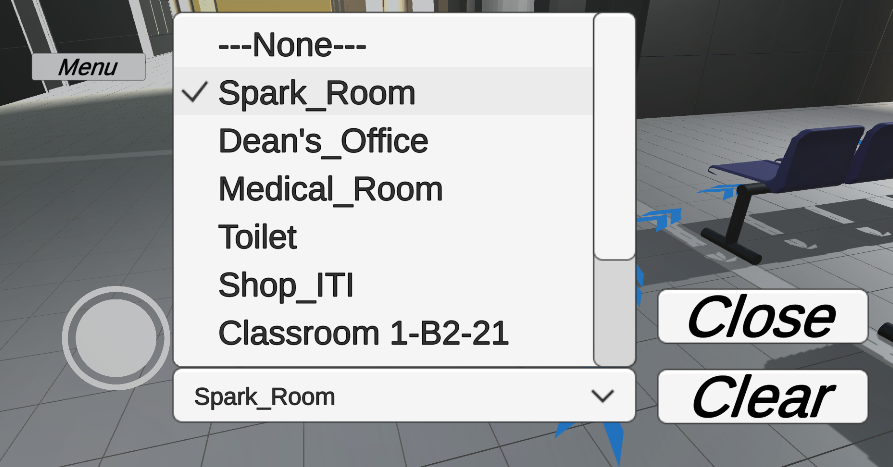 ---None---
Menu
Spark_Room
Dean's_Office
Medical_Room
Toilet
Shop_ITI
Classroom 1-B2-21
Close
Spark_Room
Clear